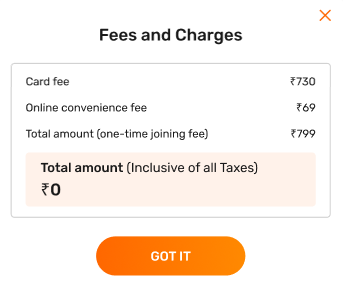 Fees and Charges
Card fee ₹730
Online convenience fee ₹69
Total amount (one-time joining fee) ₹799
Total amount (Inclusive of all Taxes)
₹0
GOT IT